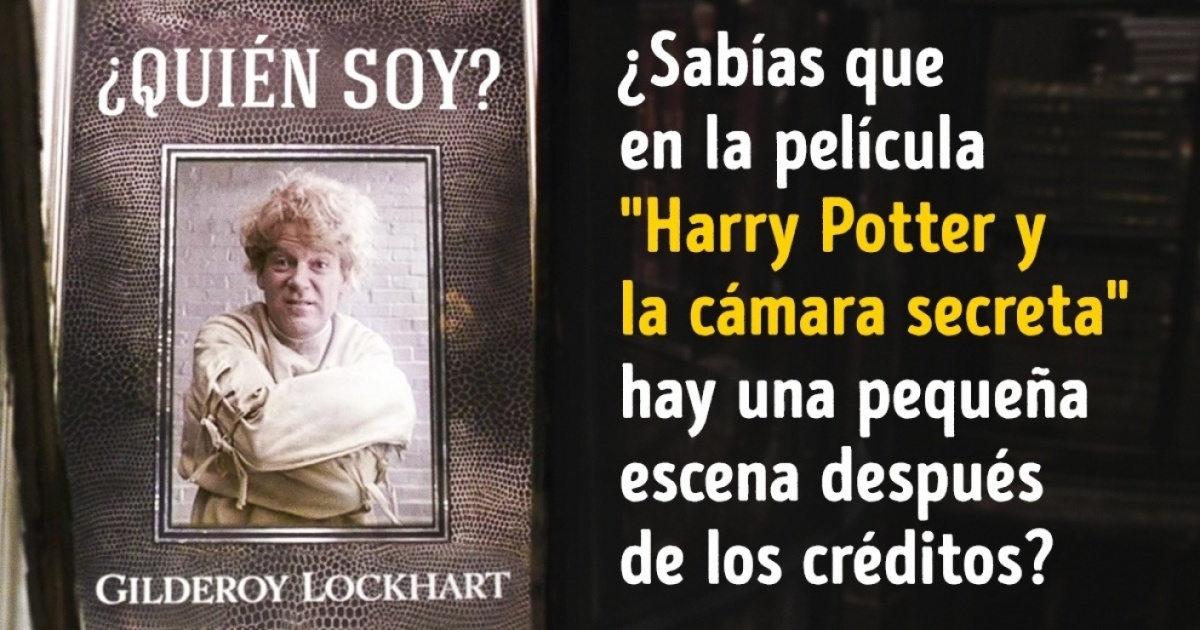 ¿QUIÉN SOY?
GILDEROY LOCKHART
¿Sabías que
en la película
"Harry Potter y
la cámara secreta"
hay una pequeña
escena después
de los créditos?